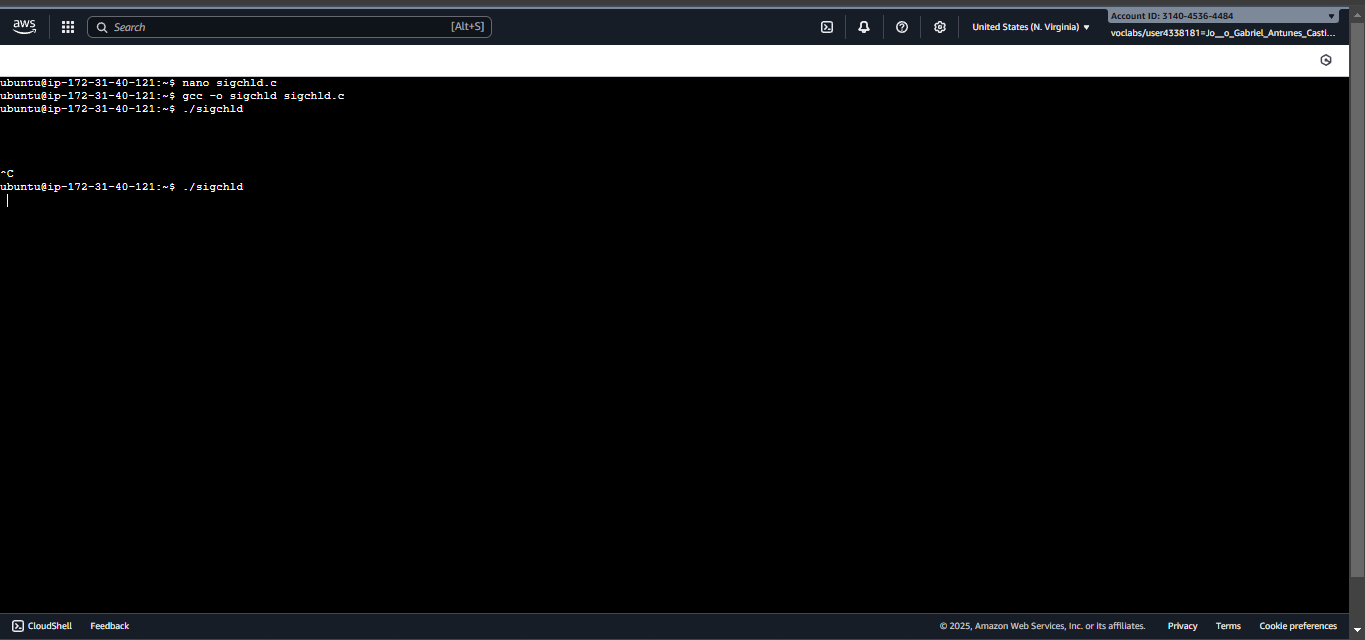 aws
Search [Alt+S]
United States (N. Virginia)
Account ID: 3140-4536-4484
voclabs/user4338181=Jo__o_Gabriel_Antunes_Casti...
ubuntu@ip-172-31-40-121:~$ nano sigchld.c
ubuntu@ip-172-31-40-121:~$ gcc -o sigchld sigchld.c
ubuntu@ip-172-31-40-121:~$ ./sigchld
^C
ubuntu@ip-172-31-40-121:~$ ./sigchld
CloudShell Feedback © 2025, Amazon Web Services, Inc. or its affiliates. Privacy Terms Cookie preferences